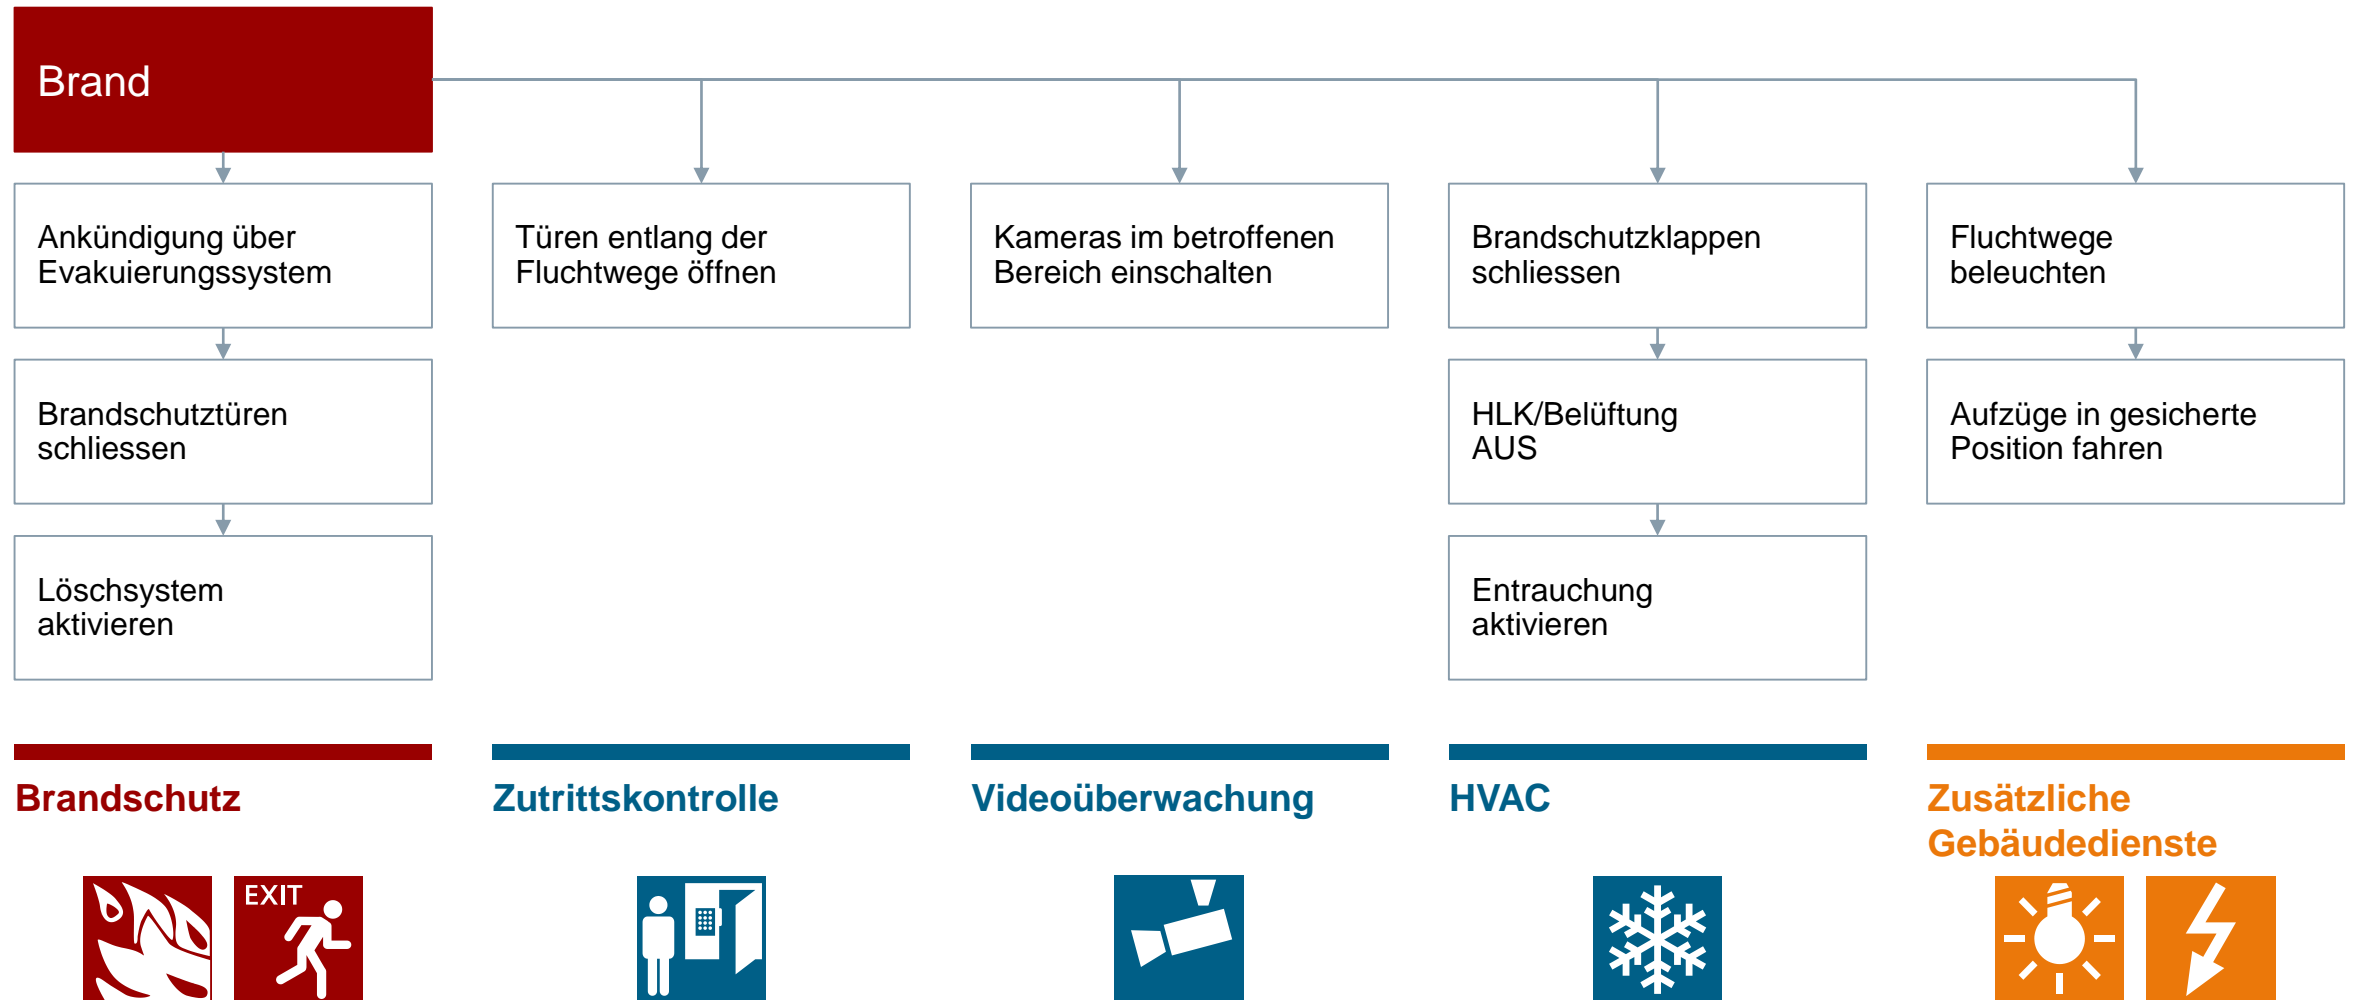 Brand
Ankündigung über
Evakuierungssystem
Türen entlang der
Fluchtwege öffnen
Kameras im betroffenen
Bereich einschalten
Brandschutzklappen
schliessen
Fluchtwege
beleuchten
Brandschutztüren
schliessen
HLK/Belüftung
AUS
Aufzüge in gesicherte
Position fahren
Löschsystem
aktivieren
Entrauchung
aktivieren
Brandschutz
Zutrittskontrolle
Videoüberwachung
HVAC
Zusätzliche
Gebäudedienste
EXIT